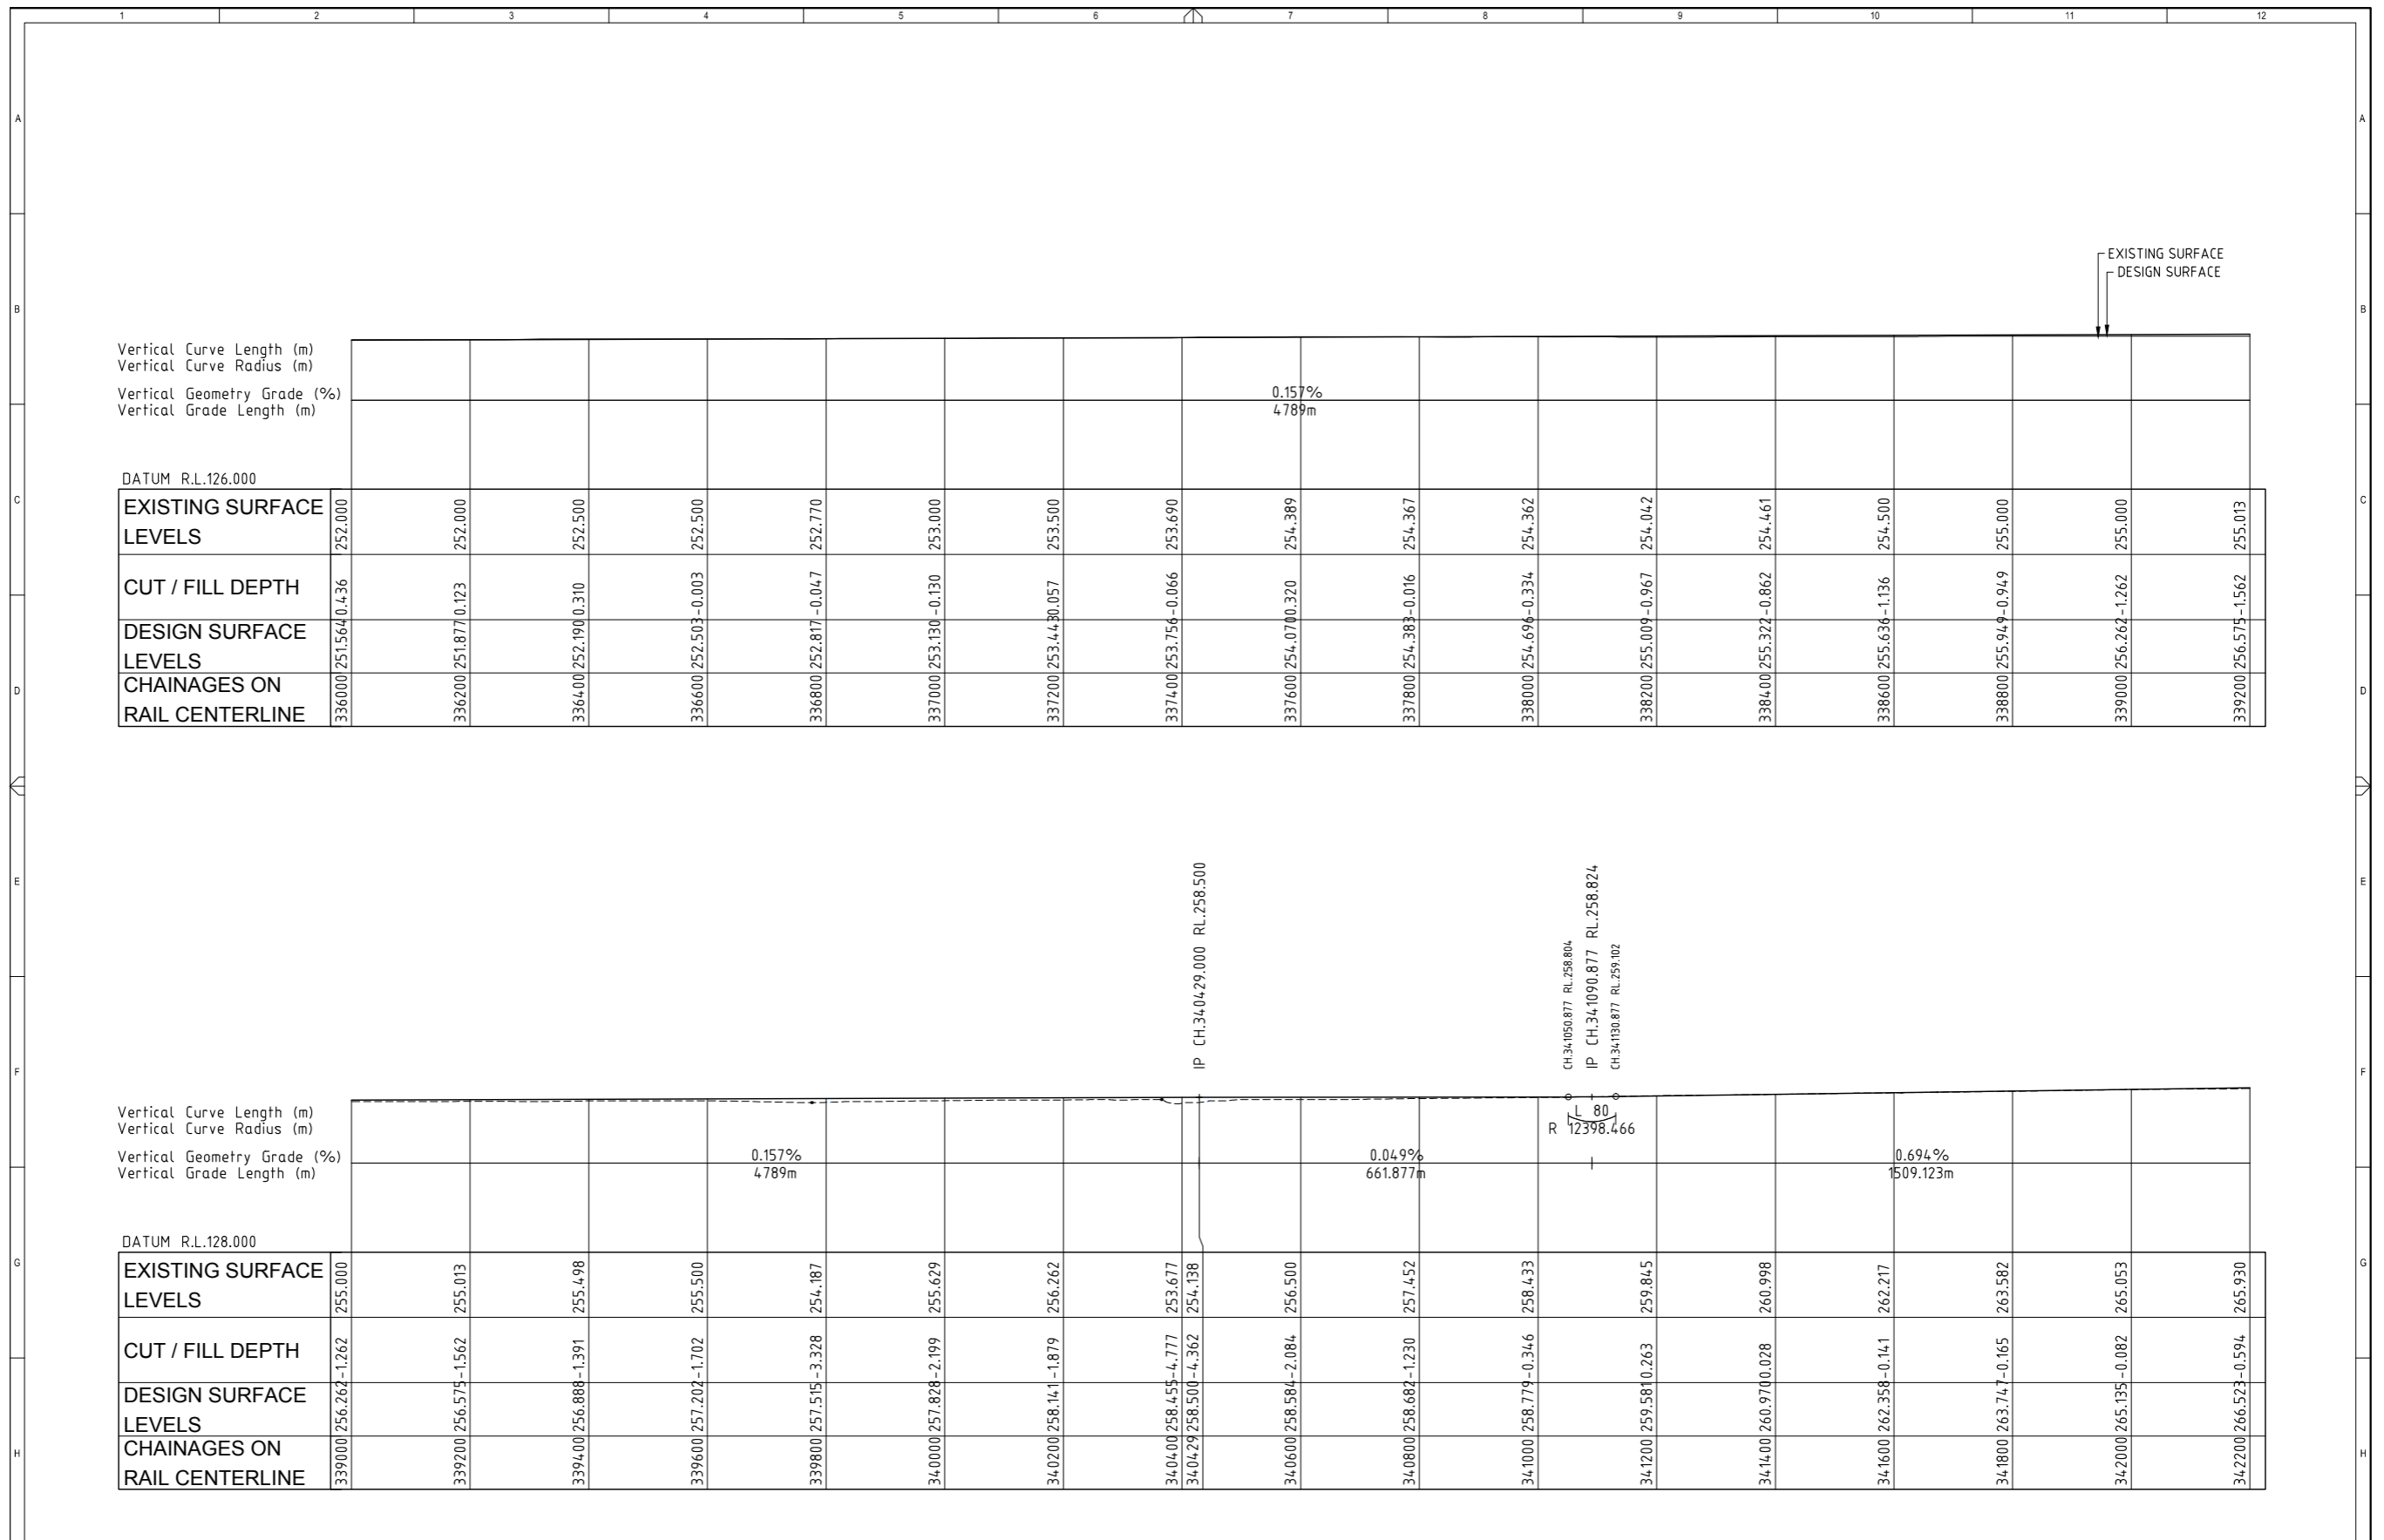 1 2 3 4 5 6 7 8 9 10 11 12
A A
B B
EXISTING SURFACE
DESIGN SURFACE
Vertical Curve Length (m)
Vertical Curve Radius (m)
Vertical Geometry Grade (%) 0.157%
Vertical Grade Length (m) 4789m
DATUM R.L.126.000
C C
EXISTING SURFACE LEVELS 252.000 252.000 252.500 252.500 252.770 253.000 253.500 253.690 254.389 254.367 254.362 254.042 254.461 254.500 255.000 255.000 255.013
CUT / FILL DEPTH 0.436 0.123 0.310 -0.003 -0.047 -0.130 0.057 -0.066 0.320 -0.016 -0.334 -0.967 -0.862 -1.136 -0.949 -1.262 -1.562
DESIGN SURFACE LEVELS 251.564 251.877 252.190 252.503 252.817 253.130 253.443 253.756 254.070 254.383 254.696 255.009 255.322 255.636 255.949 256.262 256.575
D D
CHAINAGES ON RAIL CENTERLINE 336000 336200 336400 336600 336800 337000 337200 337400 337600 337800 338000 338200 338400 338600 338800 339000 339200
E E
IP CH.340429.000 RL.258.500
CH.341050.877 RL.258.804
IP CH.341090.877 RL.258.824
CH.341130.877 RL.259.102
F F
Vertical Curve Length (m) L 80
Vertical Curve Radius (m) R 12398.466
Vertical Geometry Grade (%) 0.157% 0.049% 0.694%
Vertical Grade Length (m) 4789m 661.877m 1509.123m
DATUM R.L.128.000
G G
EXISTING SURFACE LEVELS 255.000 255.013 255.498 255.500 254.187 255.629 256.262 253.677 254.138 256.500 257.452 258.433 259.845 260.998 262.217 263.582 265.053 265.930
CUT / FILL DEPTH -1.262 -1.562 -1.391 -1.702 -3.328 -2.199 -1.879 -4.777 -4.362 -2.084 -1.230 -0.346 0.263 0.028 -0.141 -0.165 -0.082 -0.594
DESIGN SURFACE LEVELS 256.262 256.575 256.888 257.202 257.515 257.828 258.141 258.455 258.500 258.584 258.682 258.779 259.581 260.970 262.358 263.747 265.135 266.523
H H
CHAINAGES ON RAIL CENTERLINE 339000 339200 339400 339600 339800 340000 340200 340400 340429 340600 340800 341000 341200 341400 341600 341800 342000 342200